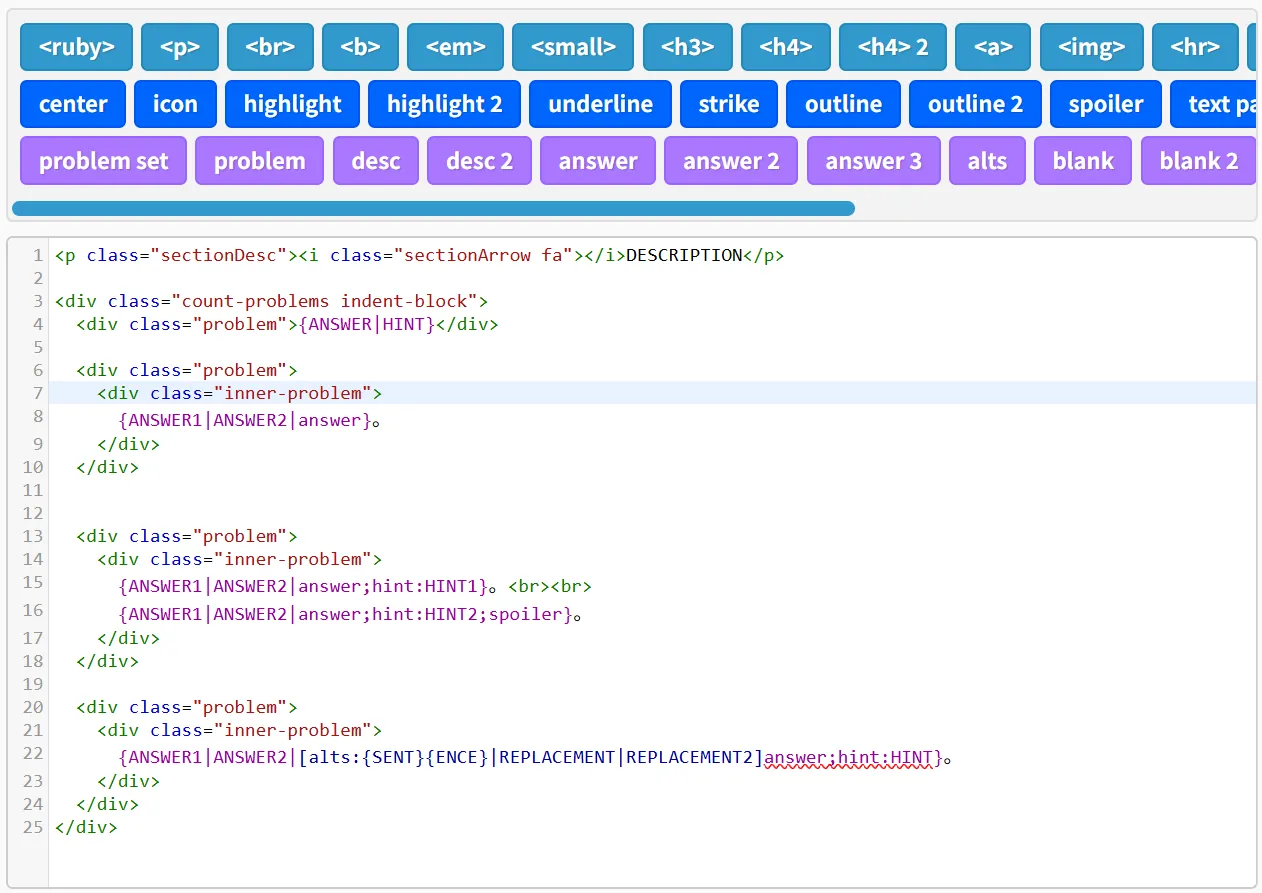 <ruby> <p> <br> <b> <em> <small> <h3> <h4> <h4> 2 <a> <img> <hr>
center icon highlight highlight 2 underline strike outline outline 2 spoiler text pa
problem set problem desc desc 2 answer answer 2 answer 3 alts blank blank 2
1 <p class="sectionDesc"><i class="sectionArrow fa"></i>DESCRIPTION</p>
2
3 <div class="count-problems indent-block">
4   <div class="problem">{ANSWER|HINT}</div>
5
6   <div class="problem">
7     <div class="inner-problem">
8       {ANSWER1|ANSWER2|answer}。
9     </div>
10   </div>
11
12
13   <div class="problem">
14     <div class="inner-problem">
15       {ANSWER1|ANSWER2|answer;hint:HINT1}。<br><br>
16       {ANSWER1|ANSWER2|answer;hint:HINT2;spoiler}。
17     </div>
18   </div>
19
20   <div class="problem">
21     <div class="inner-problem">
22       {ANSWER1|ANSWER2|[alts:{SENT}{ENCE}|REPLACEMENT|REPLACEMENT2]answer;hint:HINT}。
23     </div>
24   </div>
25 </div>